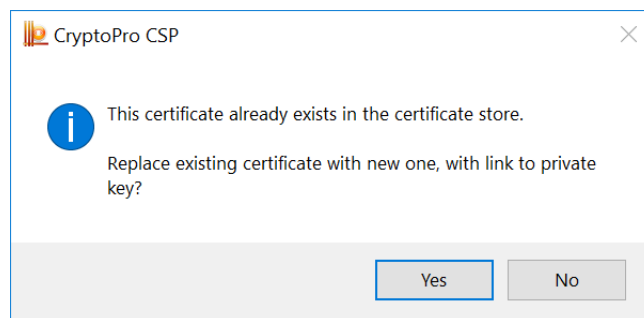 CryptoPro CSP
This certificate already exists in the certificate store.
Replace existing certificate with new one, with link to private
key?
Yes
No